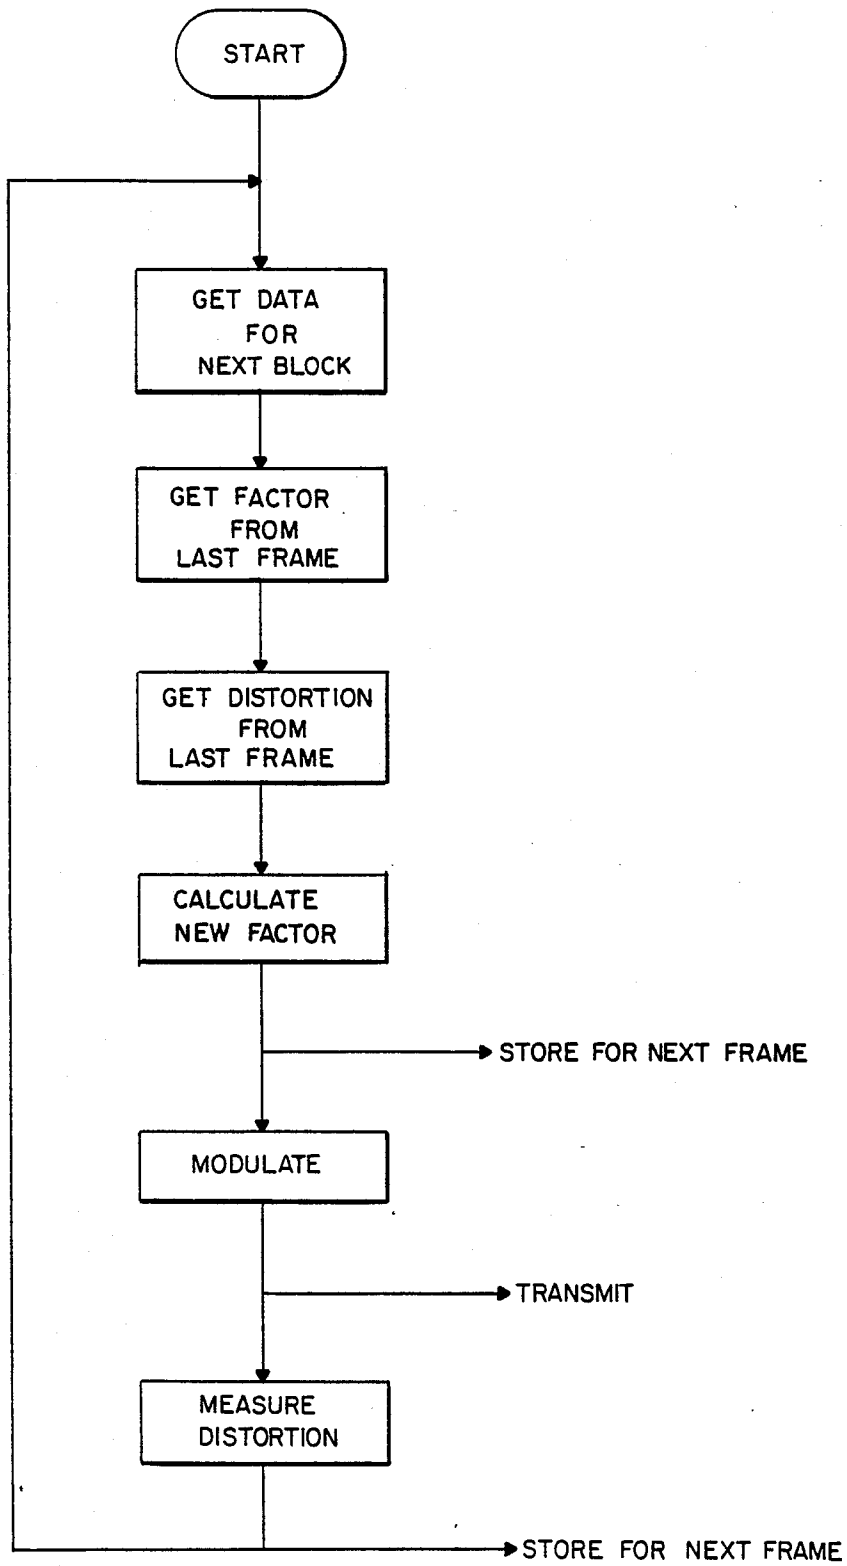 START
GET DATA
FOR
NEXT BLOCK
GET FACTOR
FROM
LAST FRAME
GET DISTORTION
FROM
LAST FRAME
CALCULATE
NEW FACTOR
STORE FOR NEXT FRAME
MODULATE
TRANSMIT
MEASURE
DISTORTION
STORE FOR NEXT FRAME